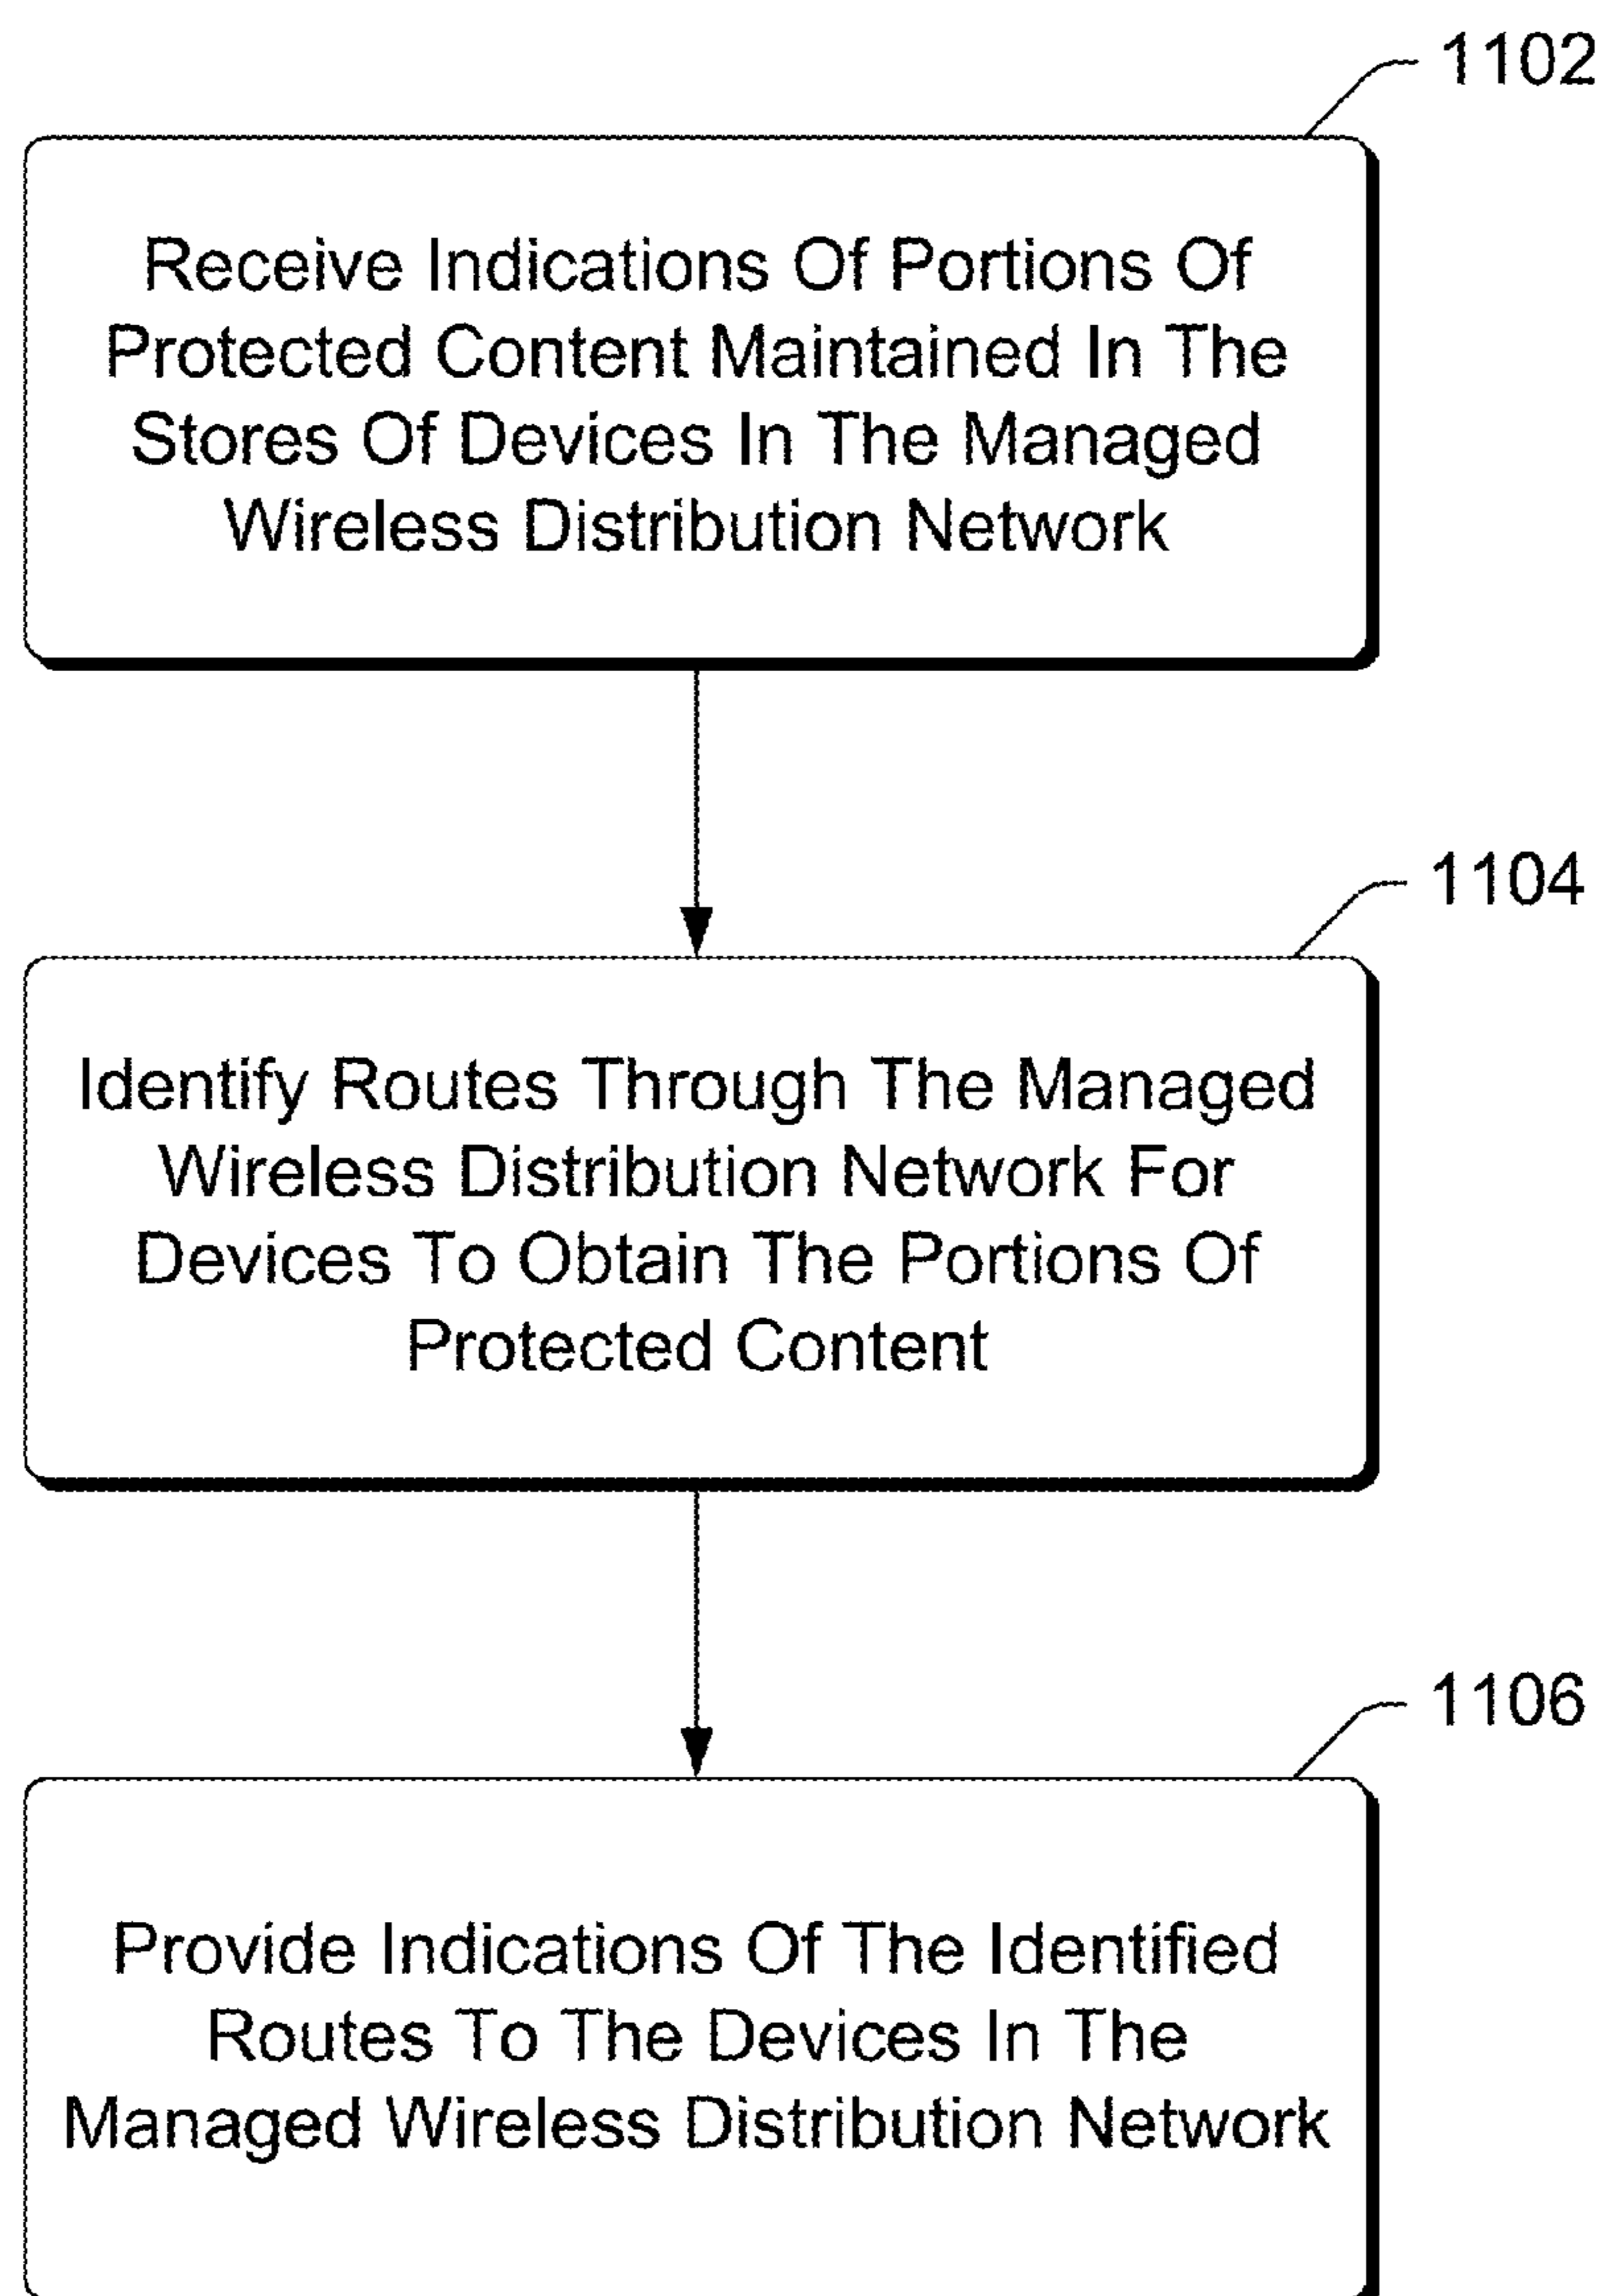 1102
Receive Indications Of Portions Of
Protected Content Maintained In The
Stores Of Devices In The Managed
Wireless Distribution Network
1104
Identify Routes Through The Managed
Wireless Distribution Network For
Devices To Obtain The Portions Of
Protected Content
1106
Provide Indications Of The Identified
Routes To The Devices In The
Managed Wireless Distribution Network